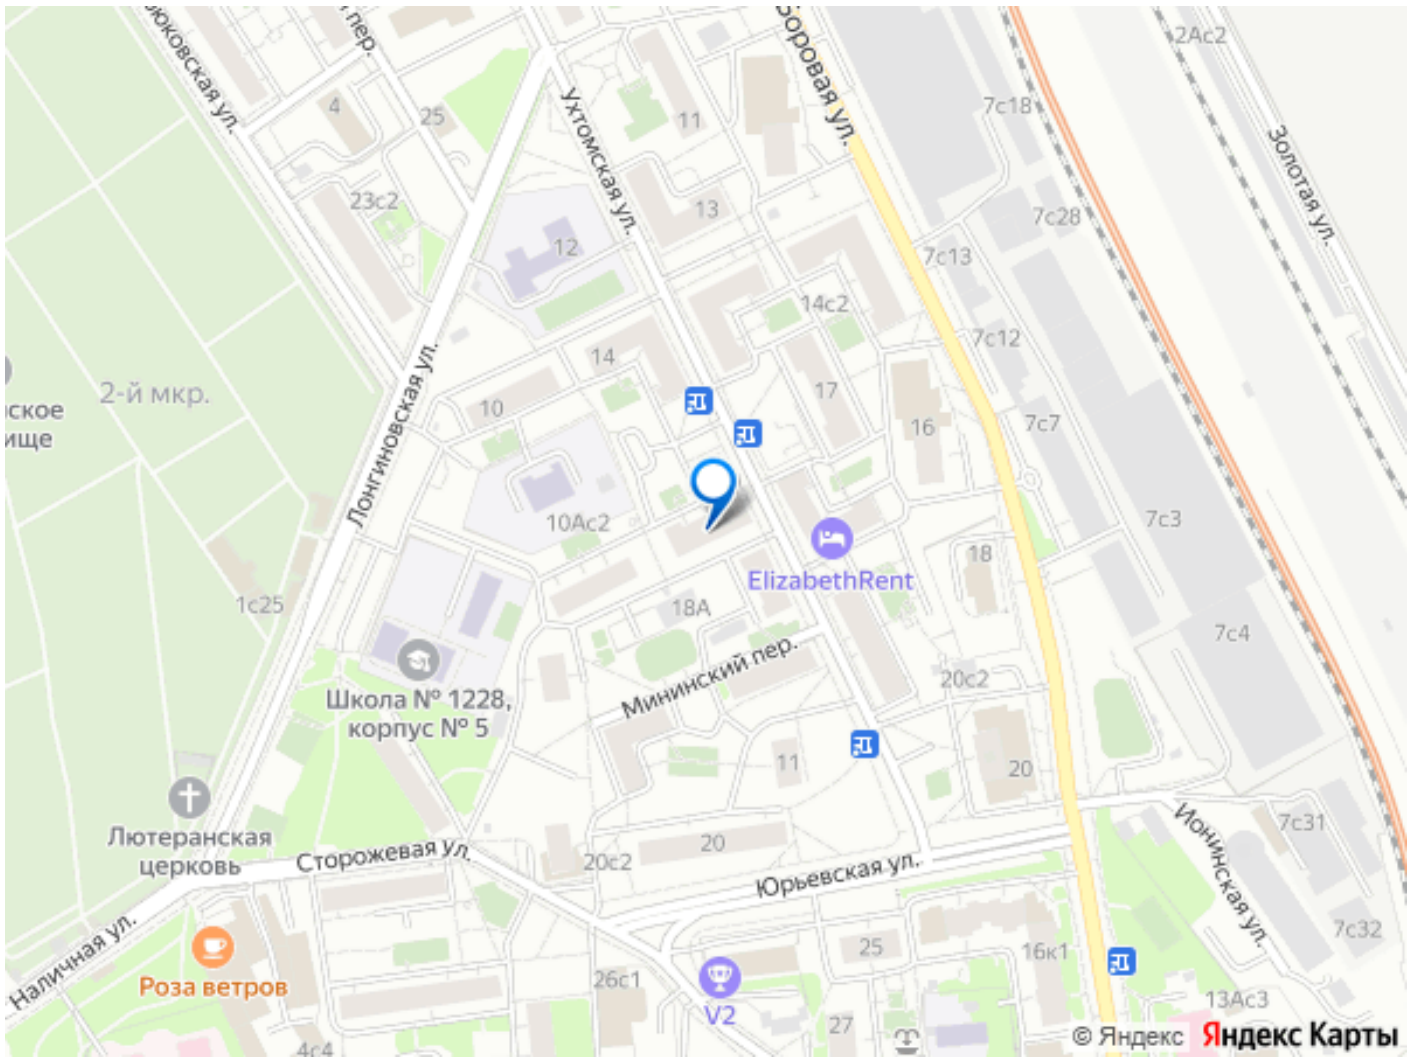 2Ас2
пер.
Боровая ул.
7с18
4
25
Ухтомская ул.
11
Золотая ул.
23с2
13
7с28
12
7с13
14с2
7с12
14
2-й мкр.
17
10
16
7с7
Лонгиновская ул.
10Ас2
7с3
18
ElizabethRent
1с25
18А
7с4
Мининский пер.
20с2
Школа № 1228,
корпус № 5
11
20
Лютеранская
церковь
Сторожевая ул.
20с2
20
Юрьевская ул.
Ионинская ул.
7с31
7с32
Наличная ул.
Роза ветров
25
16к1
26с1
V2
27
13Ас3
4с4
© Яндекс Яндекс Карты